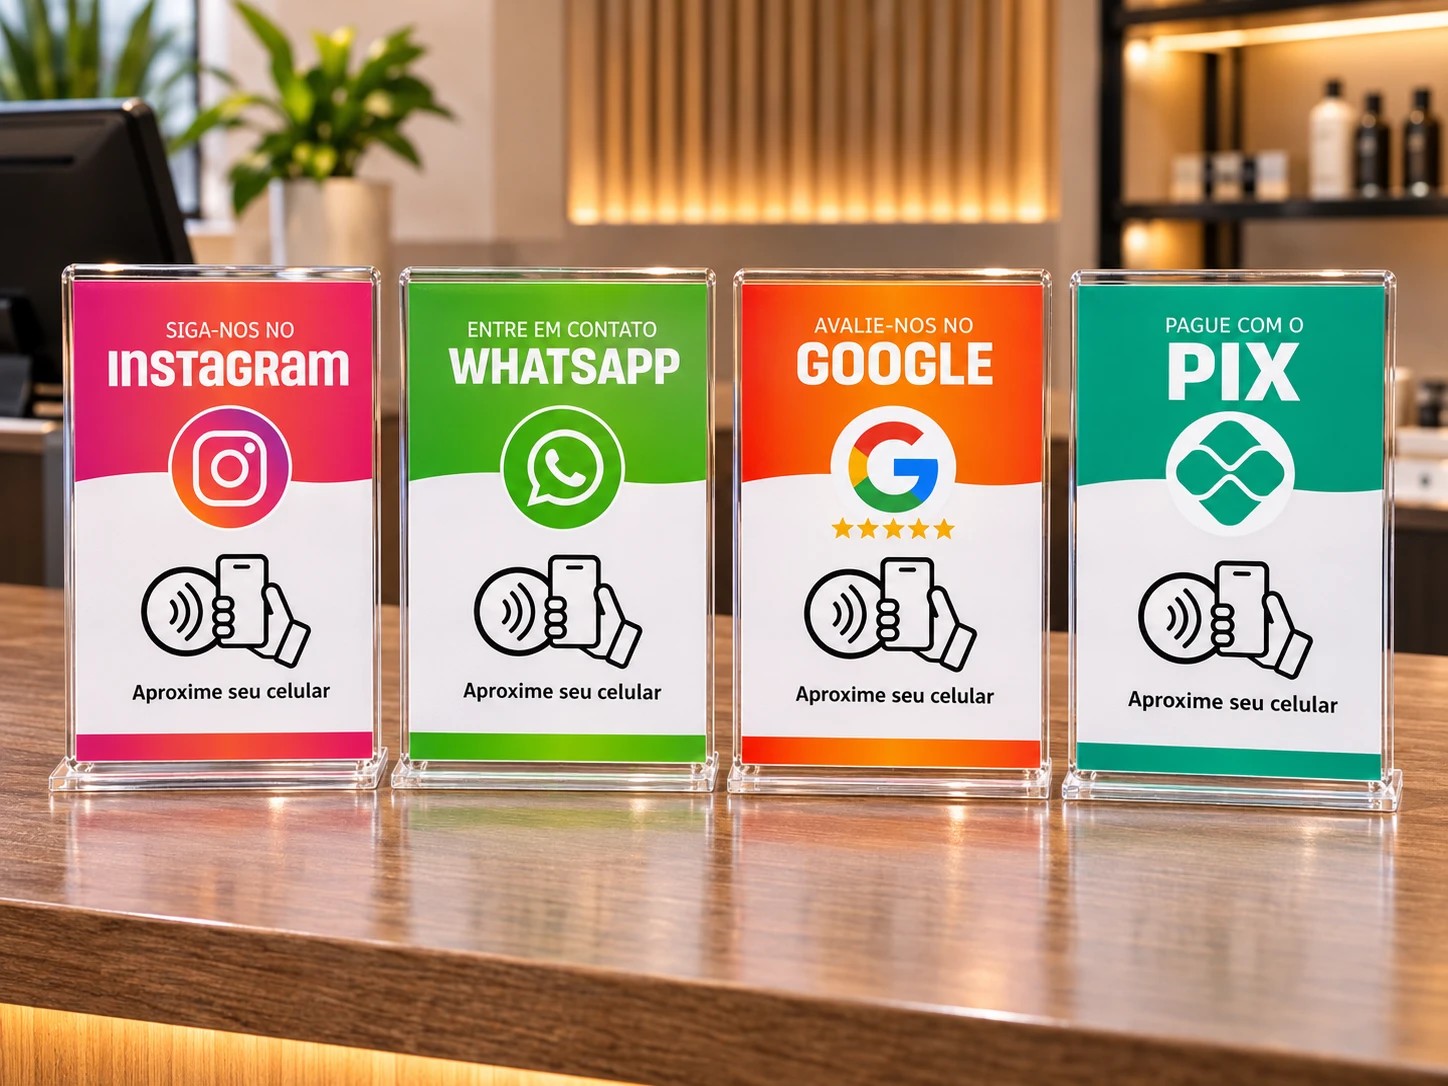 SIGA-NOS NO
INSTAGRAM
Aproxime seu celular
ENTRE EM CONTATO
WHATSAPP
Aproxime seu celular
AVALIE-NOS NO
GOOGLE
G
Aproxime seu celular
PAGUE COM O
PIX
Aproxime seu celular